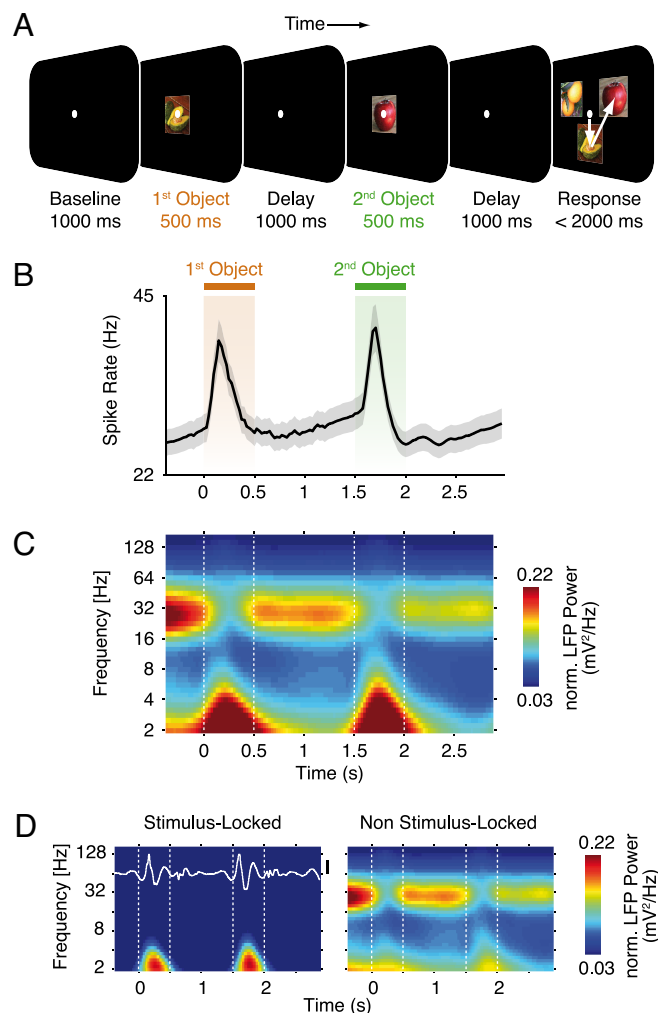 A
Time
Baseline
1000 ms
1st Object
500 ms
Delay
1000 ms
2nd Object
500 ms
Delay
1000 ms
Response
< 2000 ms
B
1st Object
2nd Object
45
Spike Rate (Hz)
22
0
0.5
1
1.5
2
2.5
C
128
64
32
16
8
4
2
Frequency [Hz]
0
0.5
1
1.5
2
2.5
Time (s)
0.22
0.03
norm. LFP Power
(mV²/Hz)
D
Stimulus-Locked
Non Stimulus-Locked
128
32
8
2
Frequency [Hz]
0
1
2
0
1
2
Time (s)
0.22
0.03
norm. LFP Power
(mV²/Hz)